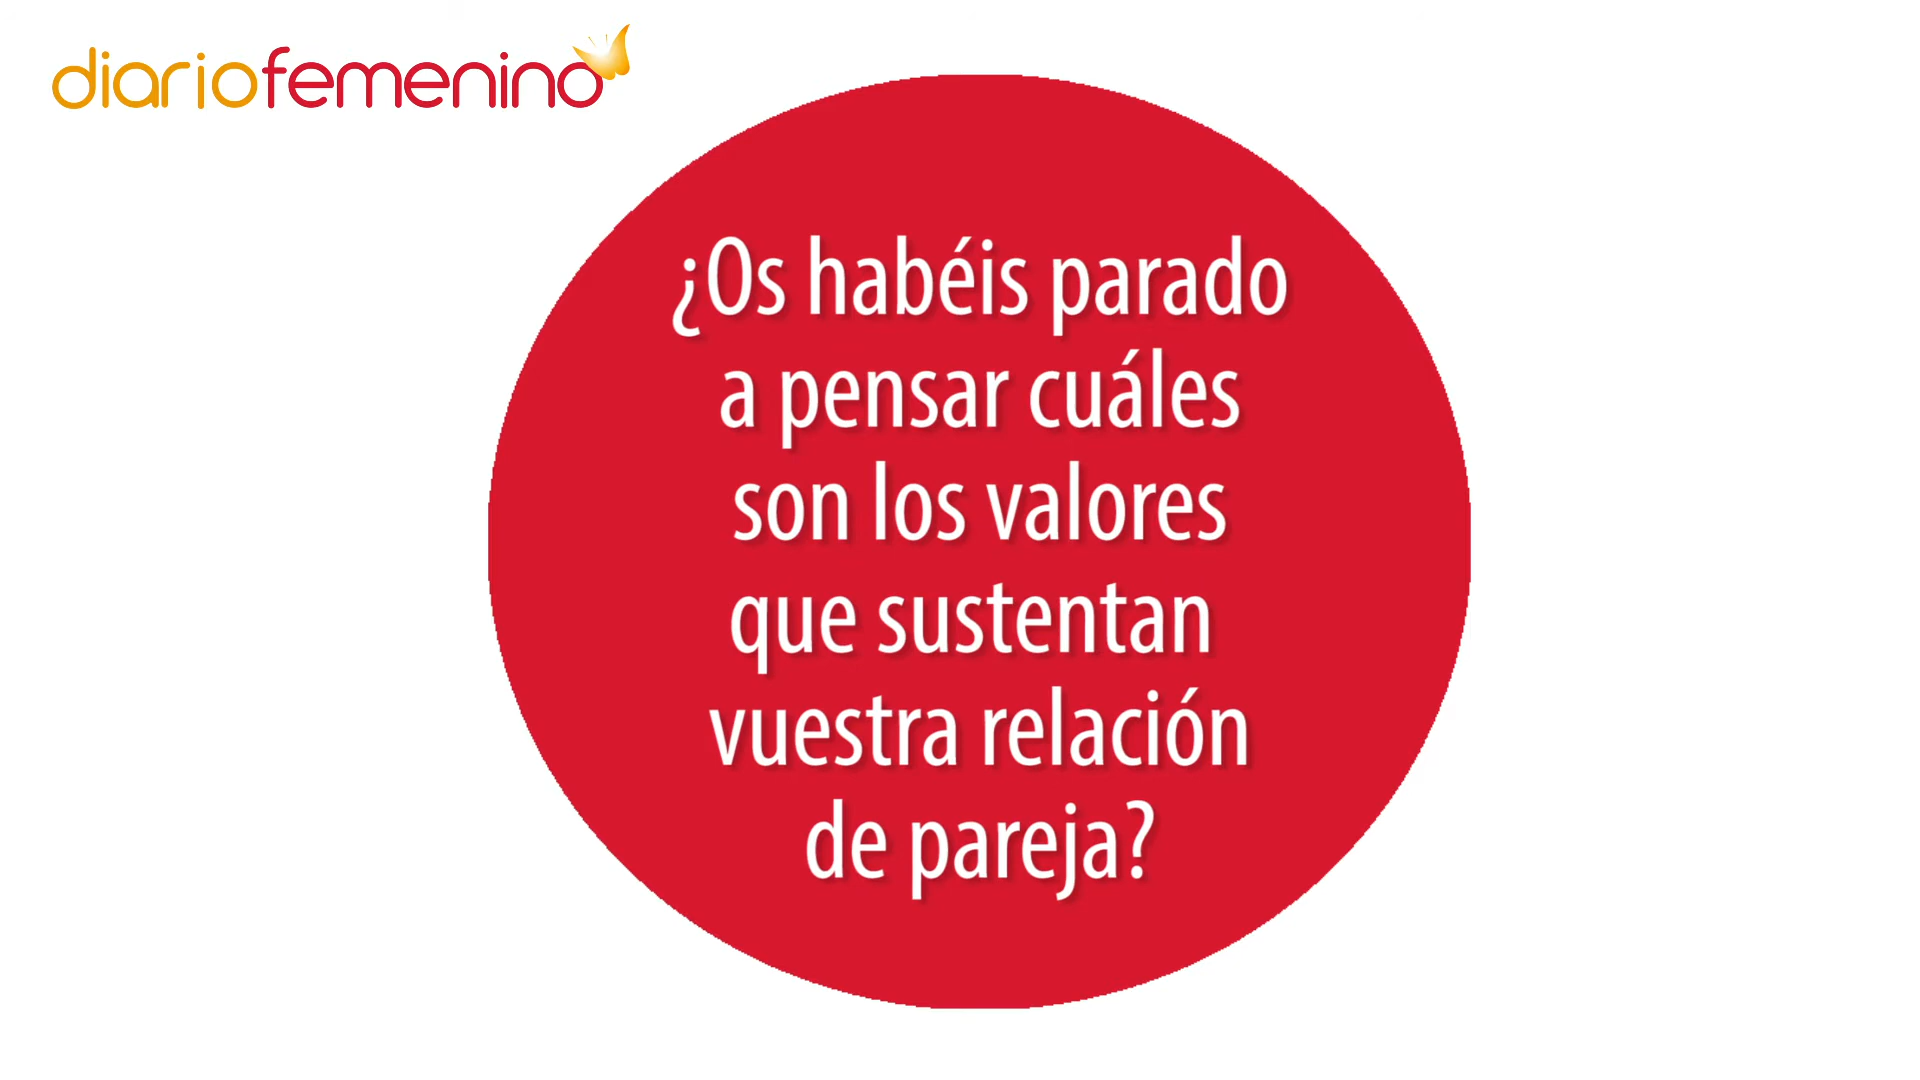 diariofemenino
¿Os habéis parado
a pensar cuáles
son los valores
que sustentan
vuestra relación
de pareja?